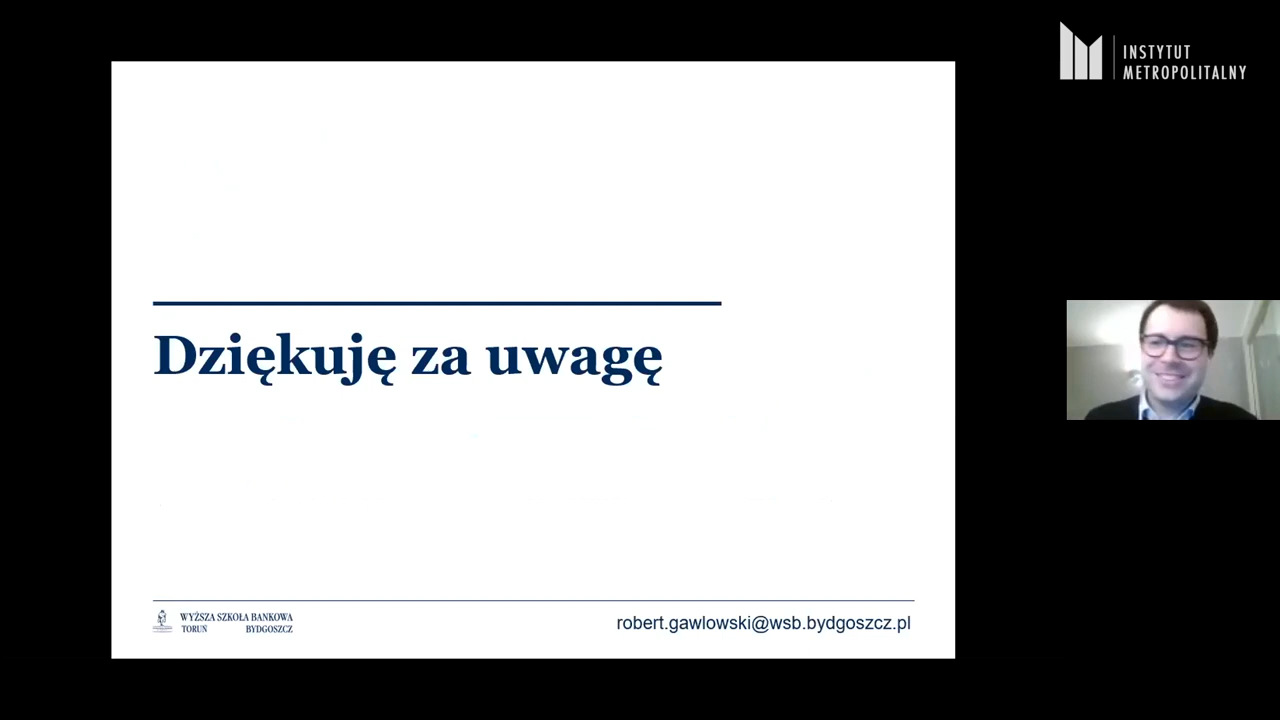 INSTYTUT
METROPOLITALNY
Dziękuję za uwagę
WYŻSZA SZKOŁA BANKOWA
TORUŃ BYDGOSZCZ
robert.gawlowski@wsb.bydgoszcz.pl